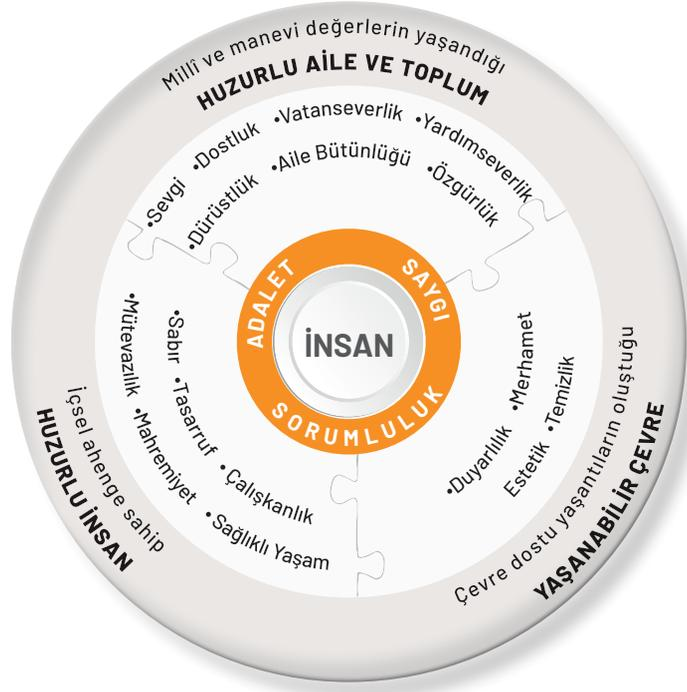 Millî ve manevi değerlerin yaşandığı
HUZURLU AİLE VE TOPLUM
•Sevgi •Dostluk •Vatanseverlik •Yardımseverlik
•Dürüstlük •Aile Bütünlüğü •Özgürlük
ADALET
SAYGI
SORUMLULUK
İNSAN
•Mütevazılık •Mahremiyet •Sağlıklı Yaşam
•Sabır •Tasarruf •Çalışkanlık
İçsel ahenge sahip
HUZURLU İNSAN
•Duyarlılık •Merhamet
Estetik •Temizlik
Çevre dostu yaşantıların oluştuğu
YAŞANABİLİR ÇEVRE